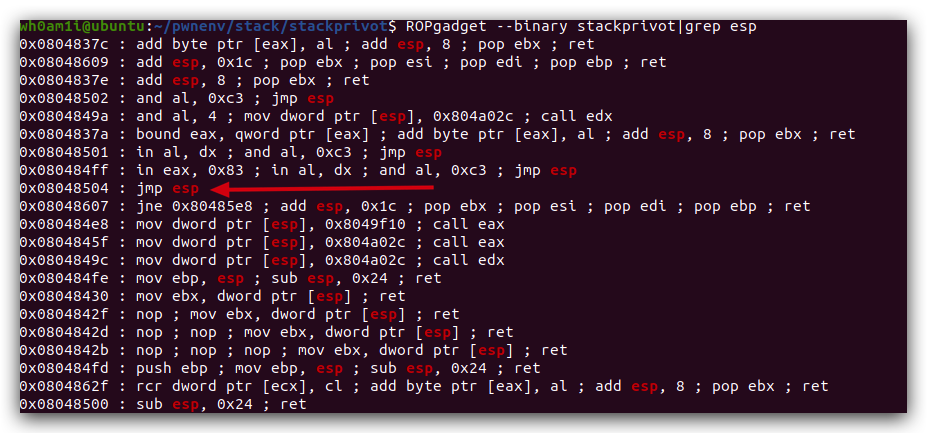 wh0am1i@ubuntu:~/pwnenv/stack/stackprivot$ ROPgadget --binary stackprivot|grep esp
0x0804837c : add byte ptr [eax], al ; add esp, 8 ; pop ebx ; ret
0x08048609 : add esp, 0x1c ; pop ebx ; pop esi ; pop edi ; pop ebp ; ret
0x0804837e : add esp, 8 ; pop ebx ; ret
0x08048502 : and al, 0xc3 ; jmp esp
0x0804849a : and al, 4 ; mov dword ptr [esp], 0x804a02c ; call edx
0x0804837a : bound eax, qword ptr [eax] ; add byte ptr [eax], al ; add esp, 8 ; pop ebx ; ret
0x08048501 : in al, dx ; and al, 0xc3 ; jmp esp
0x080484ff : in eax, 0x83 ; in al, dx ; and al, 0xc3 ; jmp esp
0x08048504 : jmp esp
0x08048607 : jne 0x80485e8 ; add esp, 0x1c ; pop ebx ; pop esi ; pop edi ; pop ebp ; ret
0x080484e8 : mov dword ptr [esp], 0x8049f10 ; call eax
0x0804845f : mov dword ptr [esp], 0x804a02c ; call eax
0x0804849c : mov dword ptr [esp], 0x804a02c ; call edx
0x080484fe : mov ebp, esp ; sub esp, 0x24 ; ret
0x08048430 : mov ebx, dword ptr [esp] ; ret
0x0804842f : nop ; mov ebx, dword ptr [esp] ; ret
0x0804842d : nop ; nop ; mov ebx, dword ptr [esp] ; ret
0x0804842b : nop ; nop ; nop ; mov ebx, dword ptr [esp] ; ret
0x080484fd : push ebp ; mov ebp, esp ; sub esp, 0x24 ; ret
0x0804862f : rcr dword ptr [ecx], cl ; add byte ptr [eax], al ; add esp, 8 ; pop ebx ; ret
0x08048500 : sub esp, 0x24 ; ret